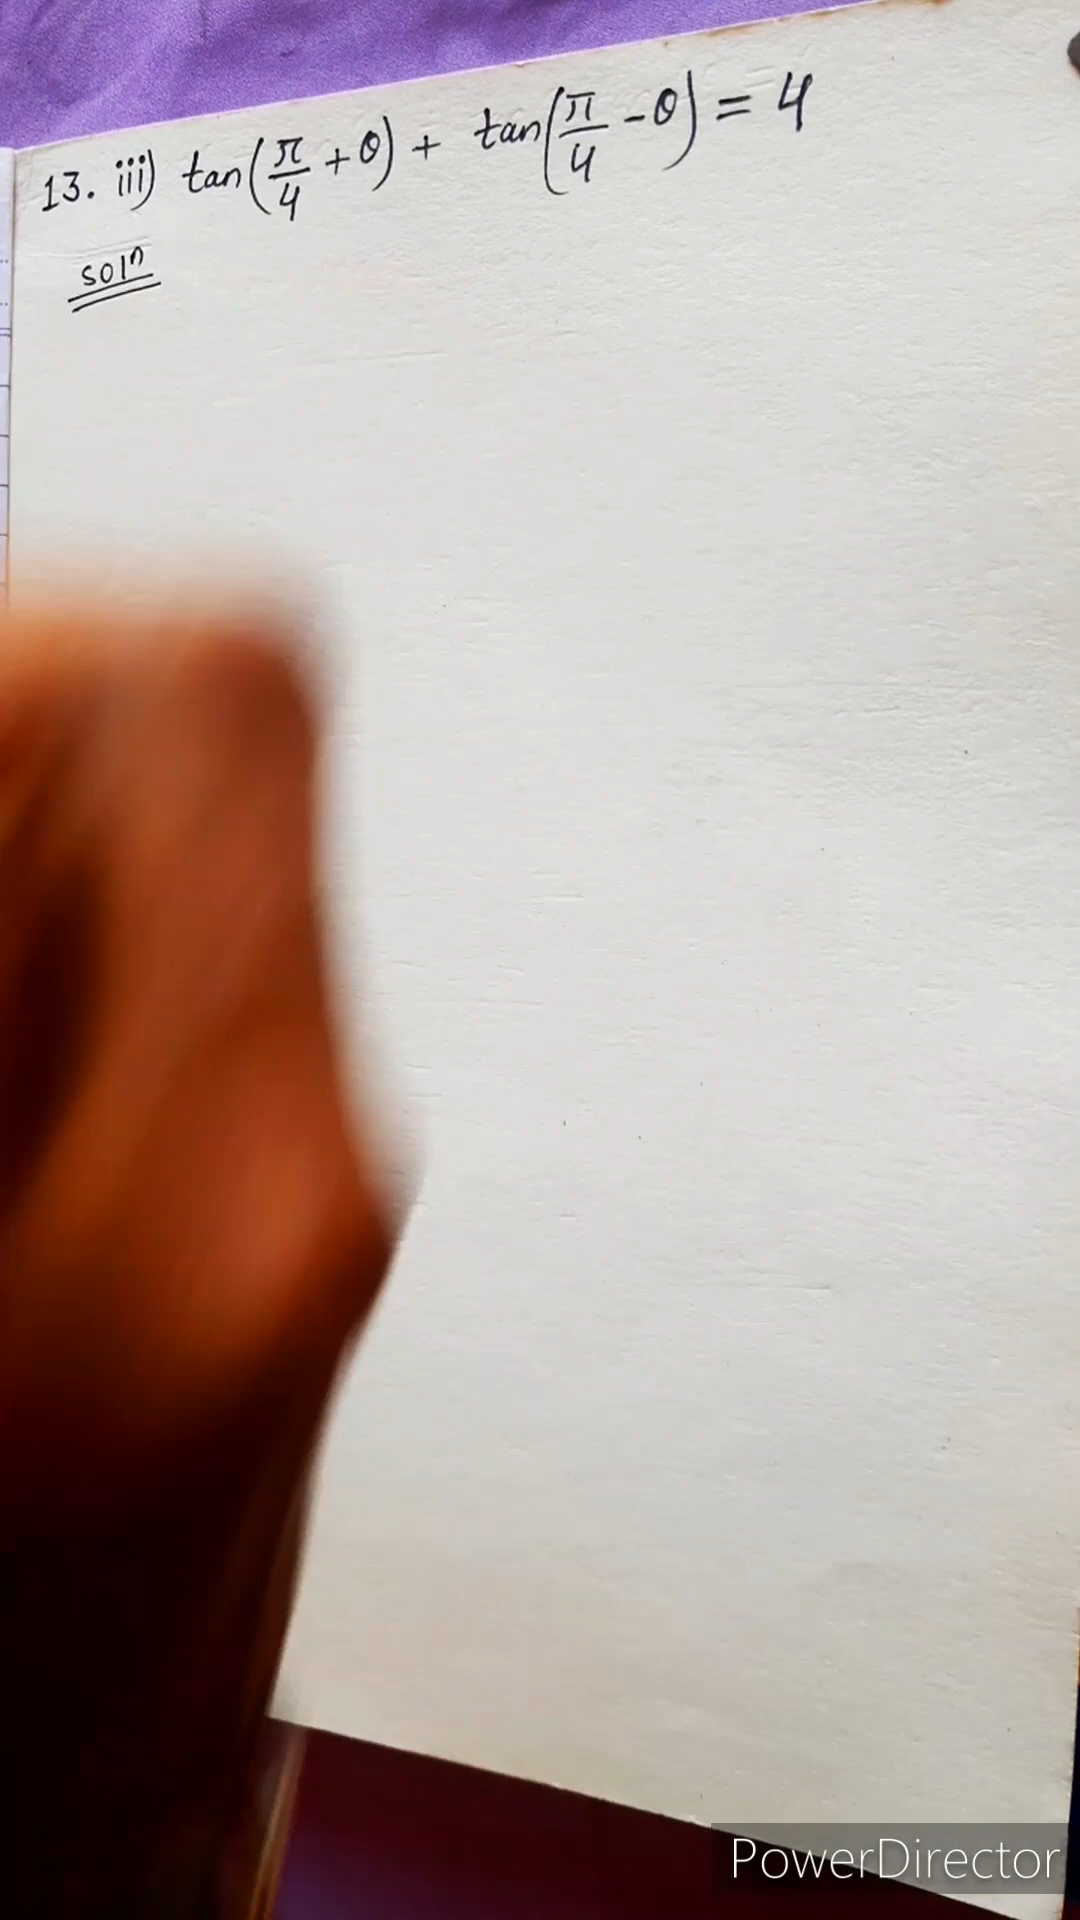 13. iii) tan(π/4 + θ) + tan(π/4 - θ) = 4
solⁿ
PowerDirector